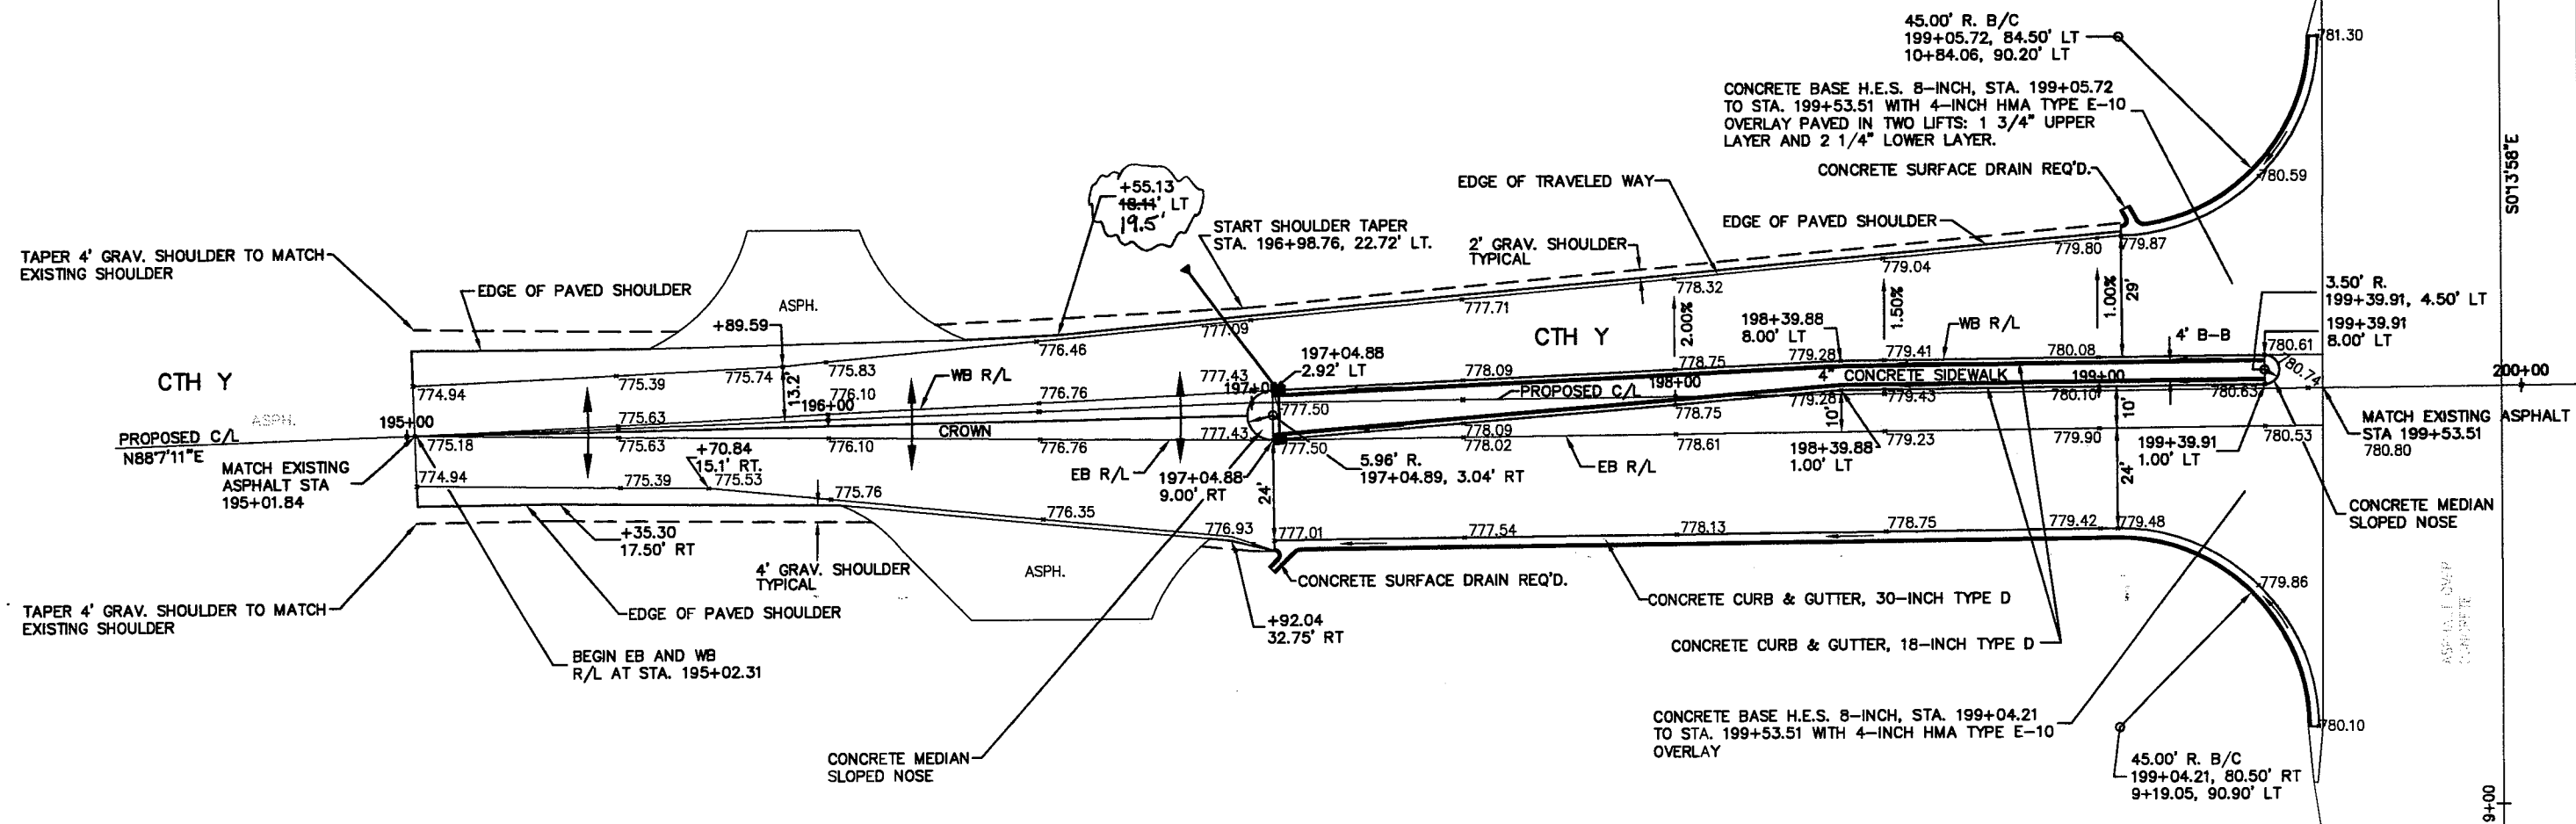 45.00' R. B/C
199+05.72, 84.50' LT
10+84.06, 90.20' LT
781.30
CONCRETE BASE H.E.S. 8-INCH, STA. 199+05.72
TO STA. 199+53.51 WITH 4-INCH HMA TYPE E-10
OVERLAY PAVED IN TWO LIFTS: 1 3/4" UPPER
LAYER AND 2 1/4" LOWER LAYER.
CONCRETE SURFACE DRAIN REQ'D.
780.59
S0°13'58"E
EDGE OF TRAVELED WAY
EDGE OF PAVED SHOULDER
+55.13
18.11' LT
19.5'
START SHOULDER TAPER
STA. 196+98.76, 22.72' LT.
2' GRAV. SHOULDER
TYPICAL
TAPER 4' GRAV. SHOULDER TO MATCH
EXISTING SHOULDER
EDGE OF PAVED SHOULDER
ASPH.
+89.59
776.46
777.09
777.71
778.32
779.04
779.80
779.87
2.00%
1.50%
1.00%
29'
3.50' R.
199+39.91, 4.50' LT
199+39.91
8.00' LT
CTH Y
198+39.88
8.00' LT
WB R/L
4' B-B
780.61
780.74
197+04.88
2.92' LT
CTH Y
774.94
775.39
775.74
775.83
13.2'
WB R/L
776.76
777.43
778.09
778.75
779.28
779.41
780.08
200+00
ASPH.
195+00
775.63
776.10
196+00
777.50
PROPOSED C/L
198+00
4" CONCRETE SIDEWALK
199+00
780.63
PROPOSED C/L
N88°7'11"E
775.18
CROWN
775.63
776.10
776.76
777.43
777.50
778.09
778.75
779.28
779.43
780.10
10'
10'
778.02
778.61
779.23
779.90
780.53
MATCH EXISTING ASPHALT
STA 199+53.51
780.80
MATCH EXISTING
ASPHALT STA
195+01.84
+70.84
15.1' RT.
EB R/L
197+04.88
9.00' RT
5.96' R.
197+04.89, 3.04' RT
EB R/L
198+39.88
1.00' LT
199+39.91
1.00' LT
774.94
775.39
775.53
775.76
776.35
776.93
24'
24'
777.01
777.54
778.13
778.75
779.42
779.48
CONCRETE MEDIAN
SLOPED NOSE
+35.30
17.50' RT
4' GRAV. SHOULDER
TYPICAL
ASPH.
CONCRETE SURFACE DRAIN REQ'D.
CONCRETE CURB & GUTTER, 30-INCH TYPE D
779.86
ASPHALT OVER
CONCRETE
TAPER 4' GRAV. SHOULDER TO MATCH
EXISTING SHOULDER
EDGE OF PAVED SHOULDER
+92.04
32.75' RT
CONCRETE CURB & GUTTER, 18-INCH TYPE D
BEGIN EB AND WB
R/L AT STA. 195+02.31
CONCRETE BASE H.E.S. 8-INCH, STA. 199+04.21
TO STA. 199+53.51 WITH 4-INCH HMA TYPE E-10
OVERLAY
780.10
CONCRETE MEDIAN
SLOPED NOSE
45.00' R. B/C
199+04.21, 80.50' RT
9+19.05, 90.90' LT
9+00